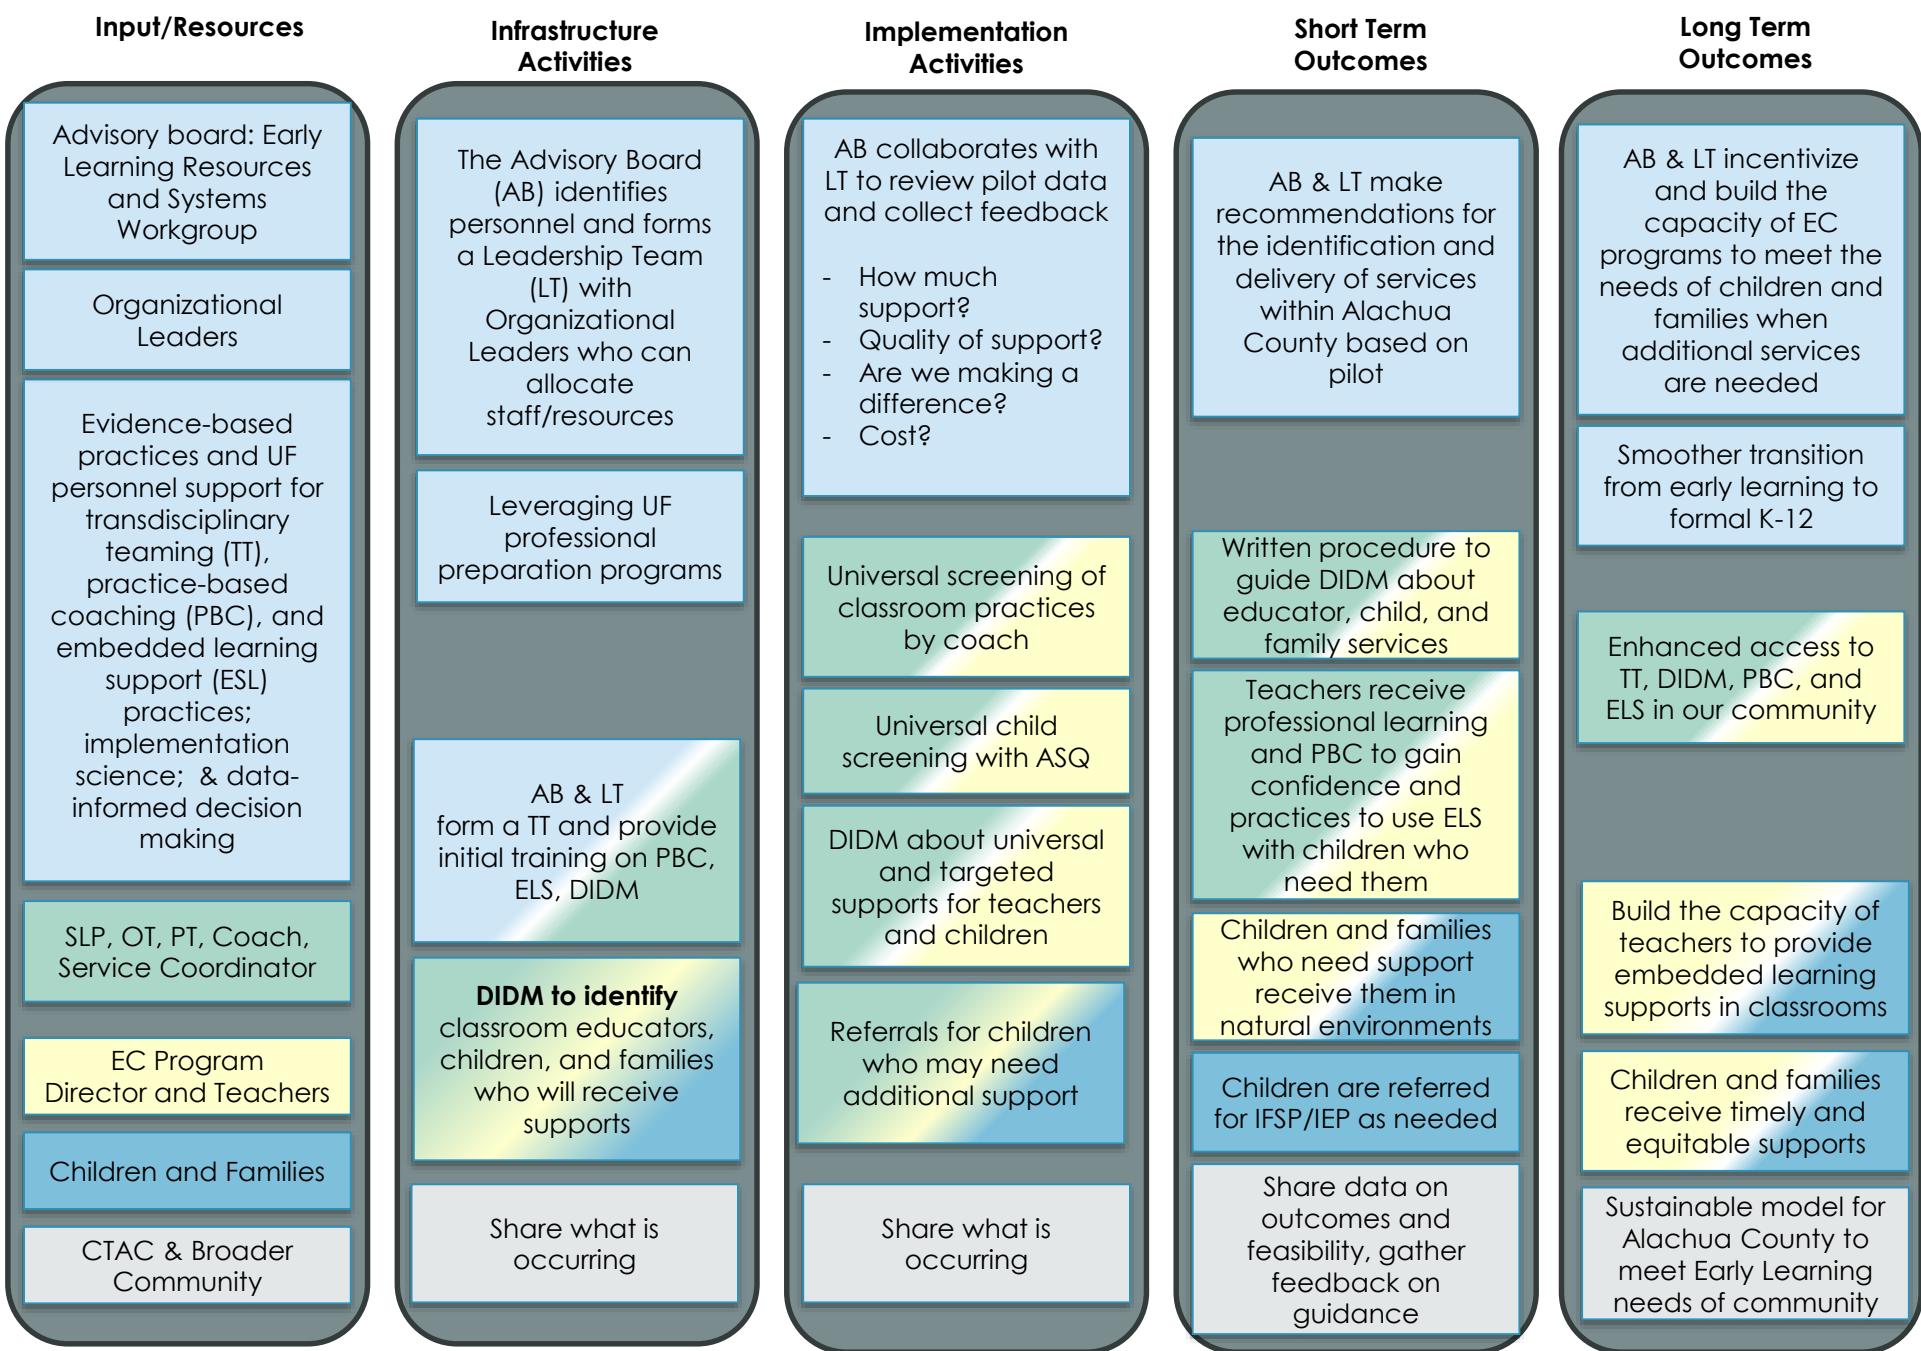 Input/Resources
Advisory board: Early
Learning Resources
and Systems
Workgroup
Organizational
Leaders
Evidence-based
practices and UF
personnel support for
transdisciplinary
teaming (TT),
practice-based
coaching (PBC), and
embedded learning
support (ESL)
practices;
implementation
science;  & data-
informed decision
making
SLP, OT, PT, Coach,
Service Coordinator
EC Program
Director and Teachers
Children and Families
CTAC & Broader
Community
Infrastructure
Activities
The Advisory Board
(AB) identifies
personnel and forms
a Leadership Team
(LT) with
Organizational
Leaders who can
allocate
staff/resources
Leveraging UF
professional
preparation programs
AB & LT
form a TT and provide
initial training on PBC,
ELS, DIDM
DIDM to identify
classroom educators,
children, and families
who will receive
supports
Share what is
occurring
Implementation
Activities
AB collaborates with
LT to review pilot data
and collect feedback
- How much
support?
- Quality of support?
- Are we making a
difference?
- Cost?
Universal screening of
classroom practices
by coach
Universal child
screening with ASQ
DIDM about universal
and targeted
supports for teachers
and children
Referrals for children
who may need
additional support
Share what is
occurring
Short Term
Outcomes
AB & LT make
recommendations for
the identification and
delivery of services
within Alachua
County based on
pilot
Written procedure to
guide DIDM about
educator, child, and
family services
Teachers receive
professional learning
and PBC to gain
confidence and
practices to use ELS
with children who
need them
Children and families
who need support
receive them in
natural environments
Children are referred
for IFSP/IEP as needed
Share data on
outcomes and
feasibility, gather
feedback on
guidance
Long Term
Outcomes
AB & LT incentivize
and build the
capacity of EC
programs to meet the
needs of children and
families when
additional services
are needed
Smoother transition
from early learning to
formal K-12
Enhanced access to
TT, DIDM, PBC, and
ELS in our community
Build the capacity of
teachers to provide
embedded learning
supports in classrooms
Children and families
receive timely and
equitable supports
Sustainable model for
Alachua County to
meet Early Learning
needs of community